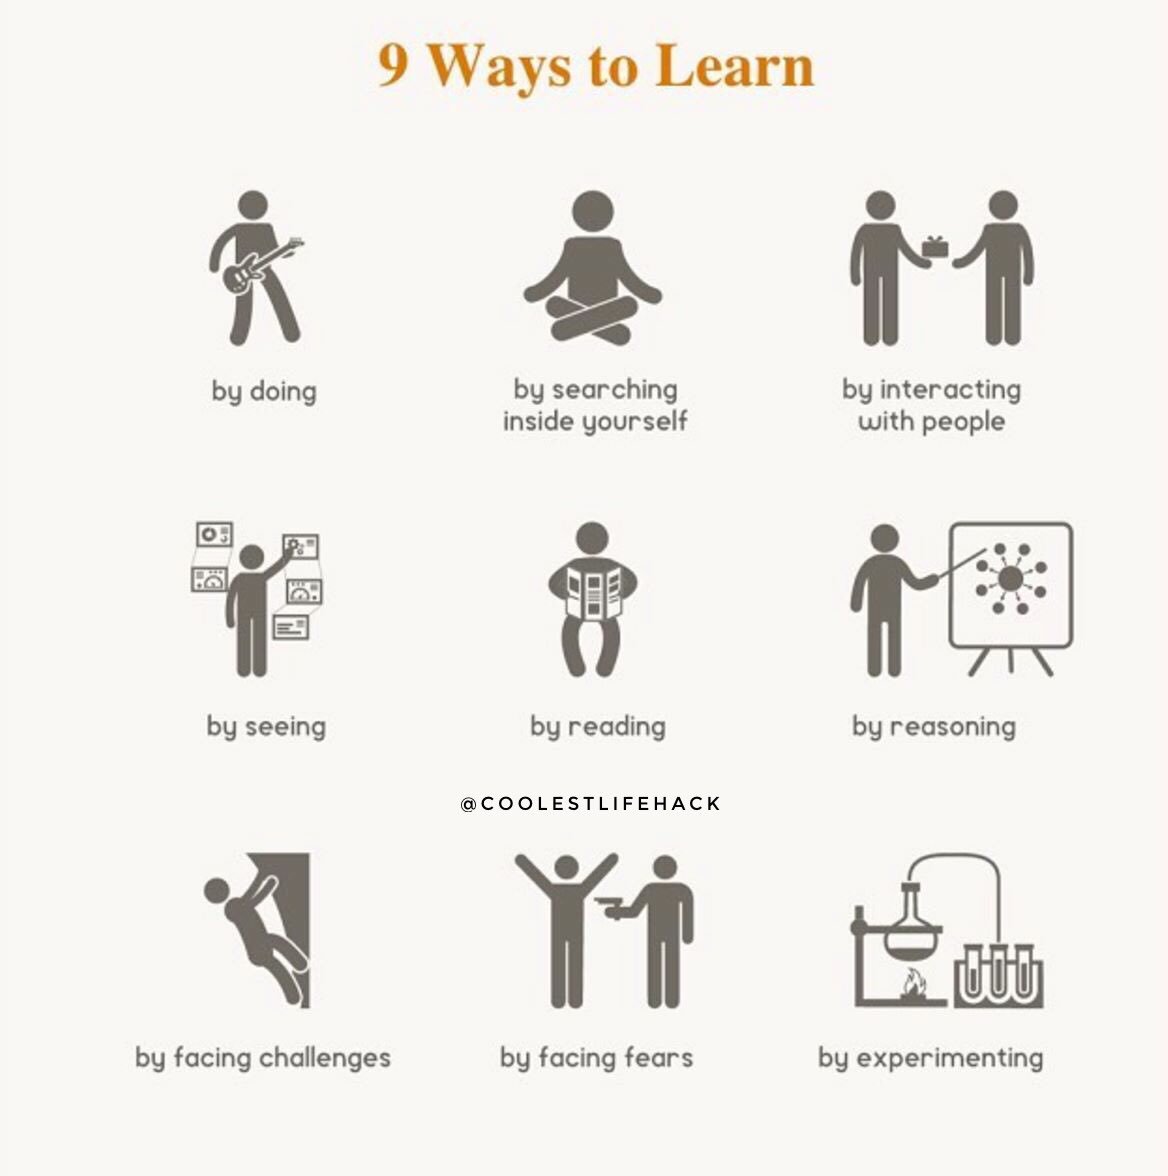 9 Ways to Learn
by doing
by searching
inside yourself
by interacting
with people
by seeing
by reading
by reasoning
@COOLESTLIFEHACK
by facing challenges
by facing fears
by experimenting